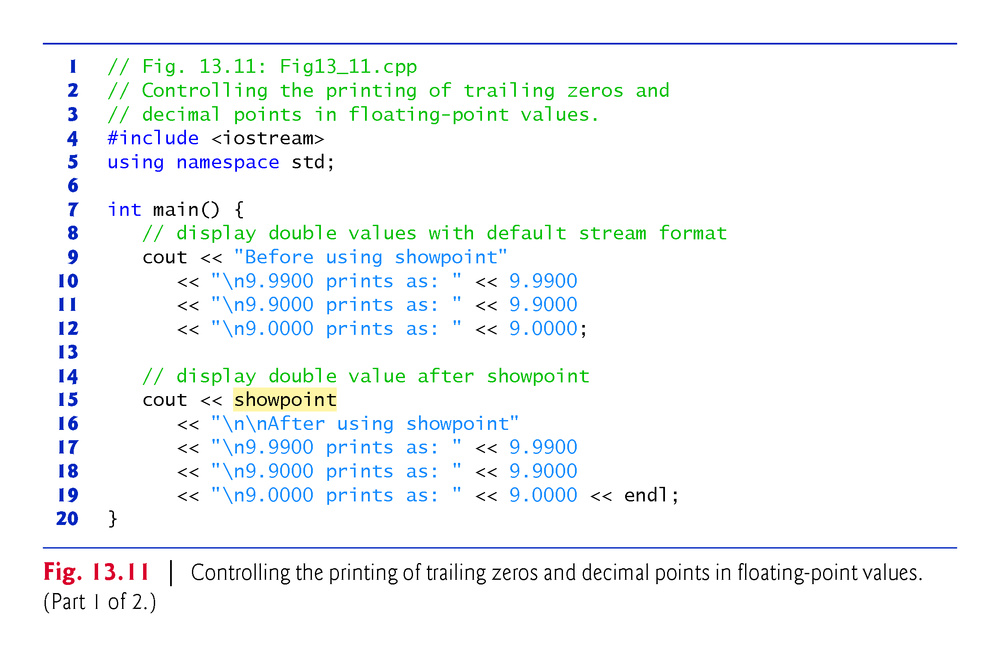 1 // Fig. 13.11: Fig13_11.cpp
2 // Controlling the printing of trailing zeros and
3 // decimal points in floating-point values.
4 #include <iostream>
5 using namespace std;
6
7 int main() {
8    // display double values with default stream format
9    cout << "Before using showpoint"
10       << "\n9.9900 prints as: " << 9.9900
11       << "\n9.9000 prints as: " << 9.9000
12       << "\n9.0000 prints as: " << 9.0000;
13
14    // display double value after showpoint
15    cout << showpoint
16       << "\n\nAfter using showpoint"
17       << "\n9.9900 prints as: " << 9.9900
18       << "\n9.9000 prints as: " << 9.9000
19       << "\n9.0000 prints as: " << 9.0000 << endl;
20 }
Fig. 13.11 | Controlling the printing of trailing zeros and decimal points in floating-point values.
(Part 1 of 2.)